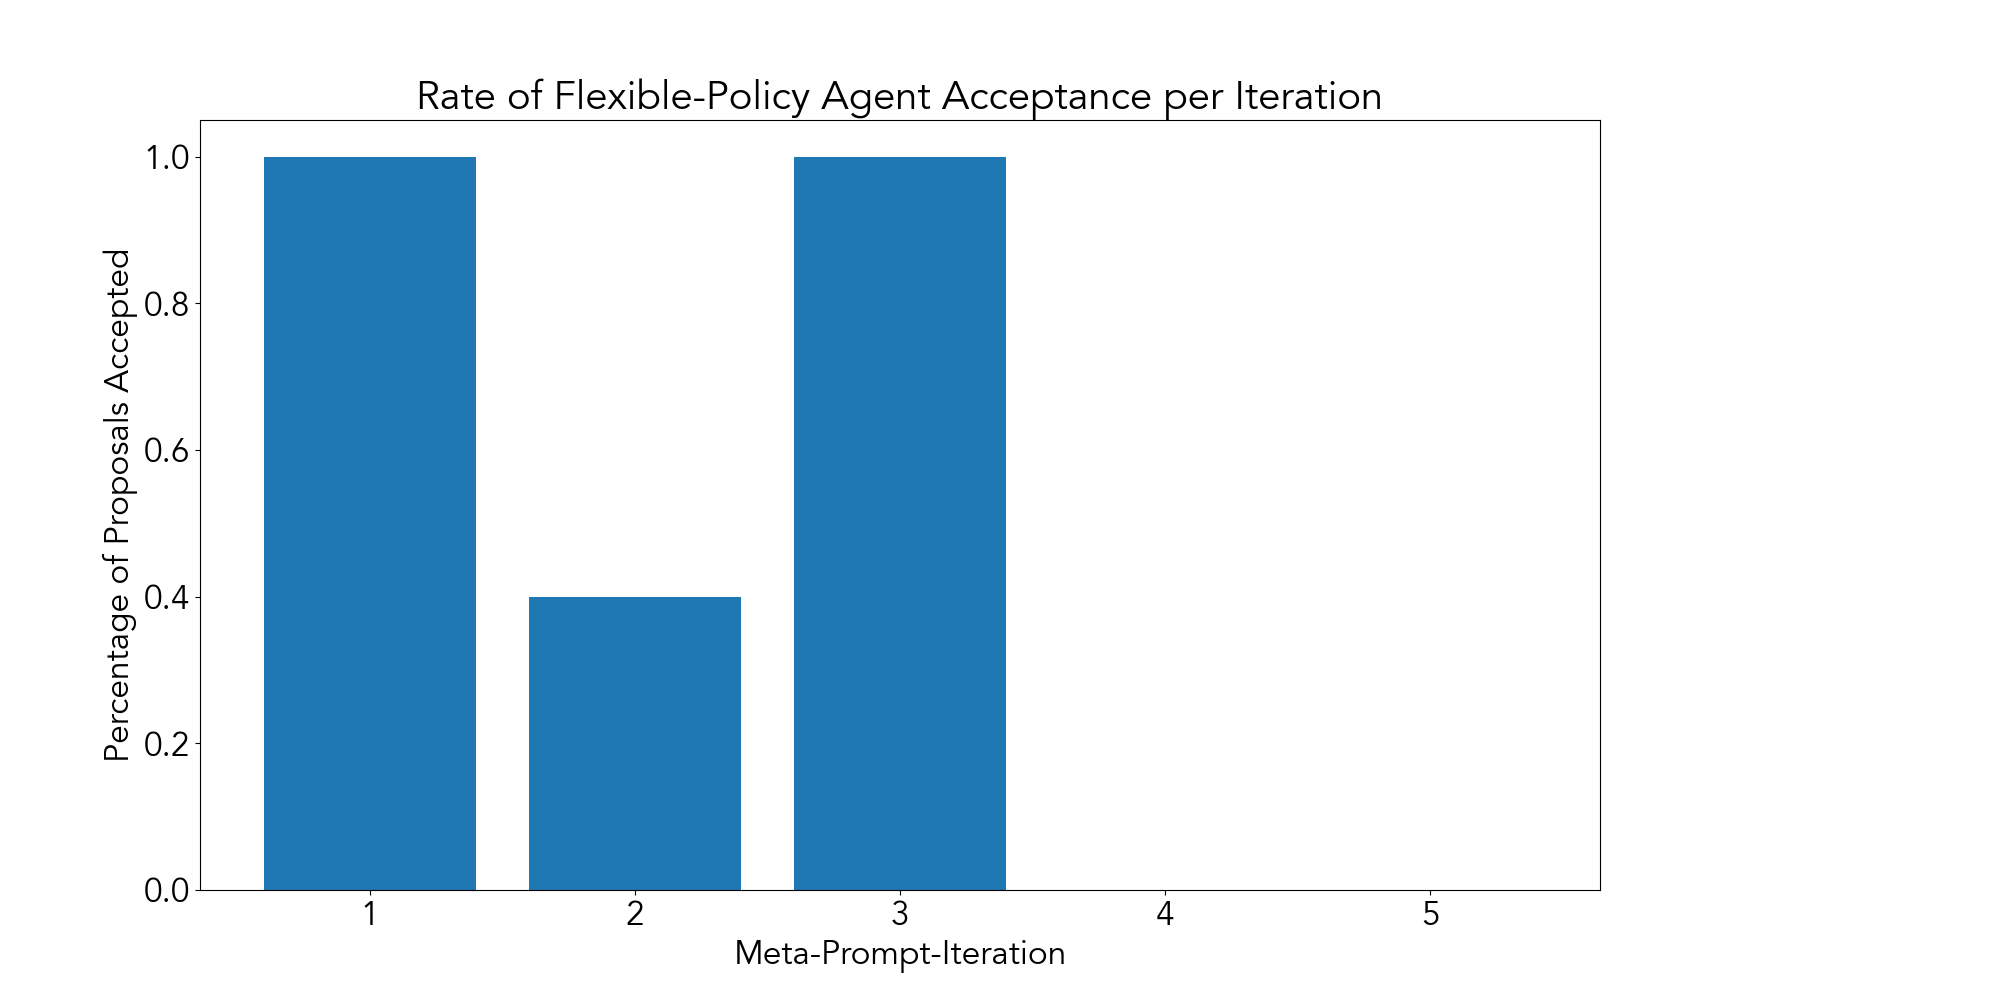 Rate of Flexible-Policy Agent Acceptance per Iteration
Percentage of Proposals Accepted
1.0
0.8
0.6
0.4
0.2
0.0
1 2 3 4 5
Meta-Prompt-Iteration